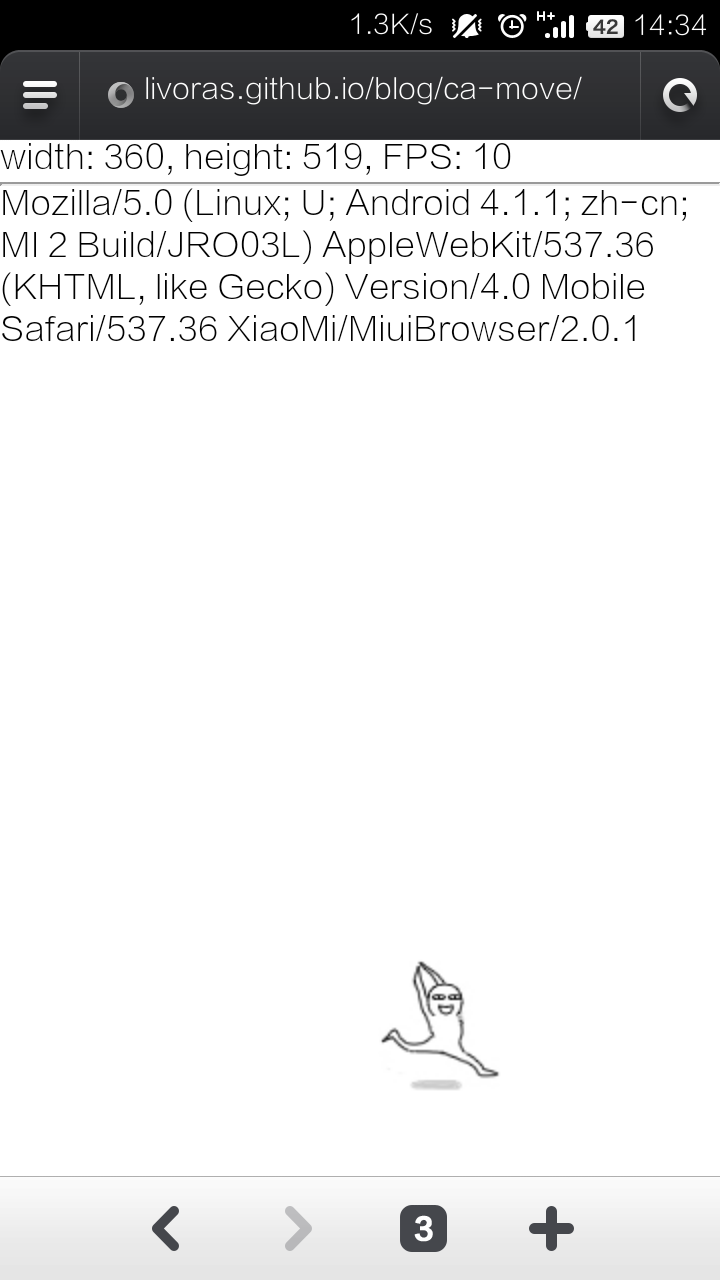 1.3K/s H+ 42 14:34
livoras.github.io/blog/ca-move/
width: 360, height: 519, FPS: 10
Mozilla/5.0 (Linux; U; Android 4.1.1; zh-cn;
MI 2 Build/JRO03L) AppleWebKit/537.36
(KHTML, like Gecko) Version/4.0 Mobile
Safari/537.36 XiaoMi/MiuiBrowser/2.0.1
3